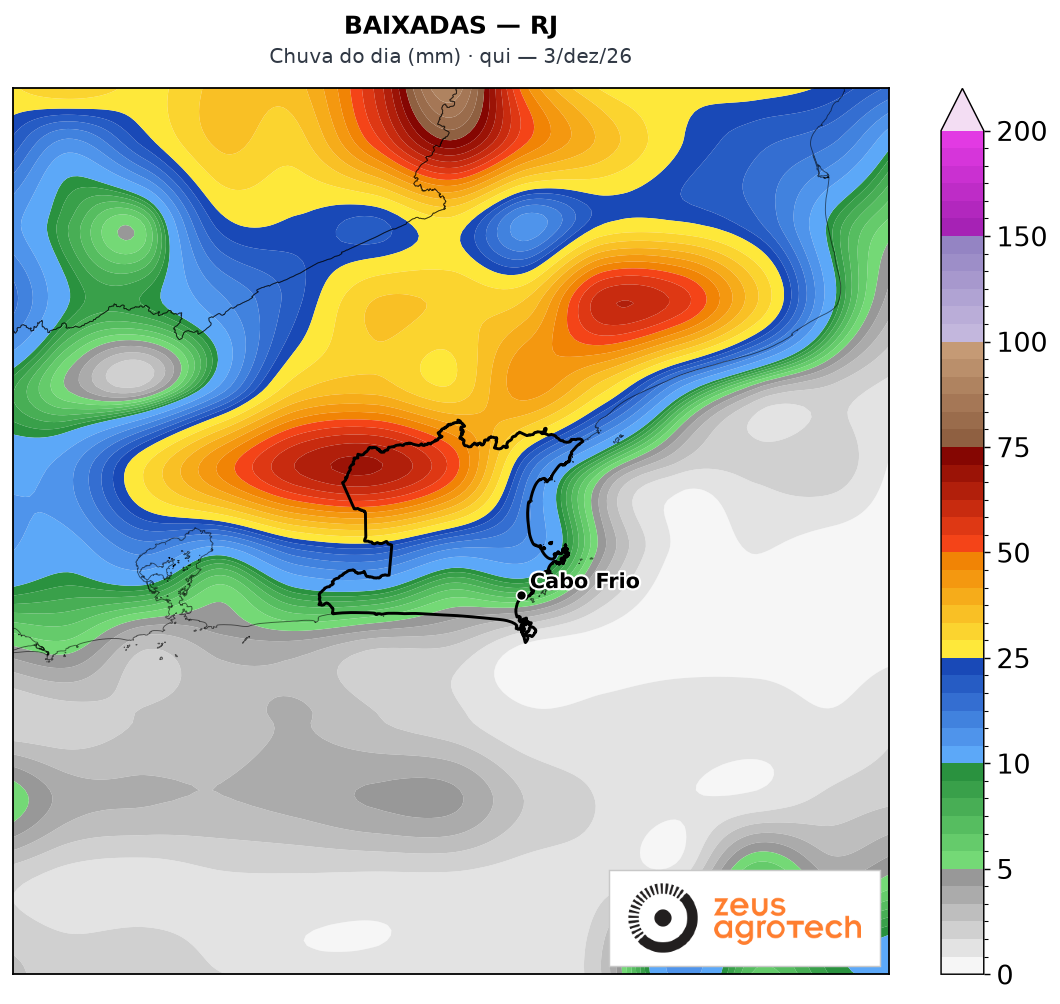 BAIXADAS — RJ
Chuva do dia (mm) · qui — 3/dez/26
200
150
100
75
50
25
10
5
0
Cabo Frio
zeus
agroTech